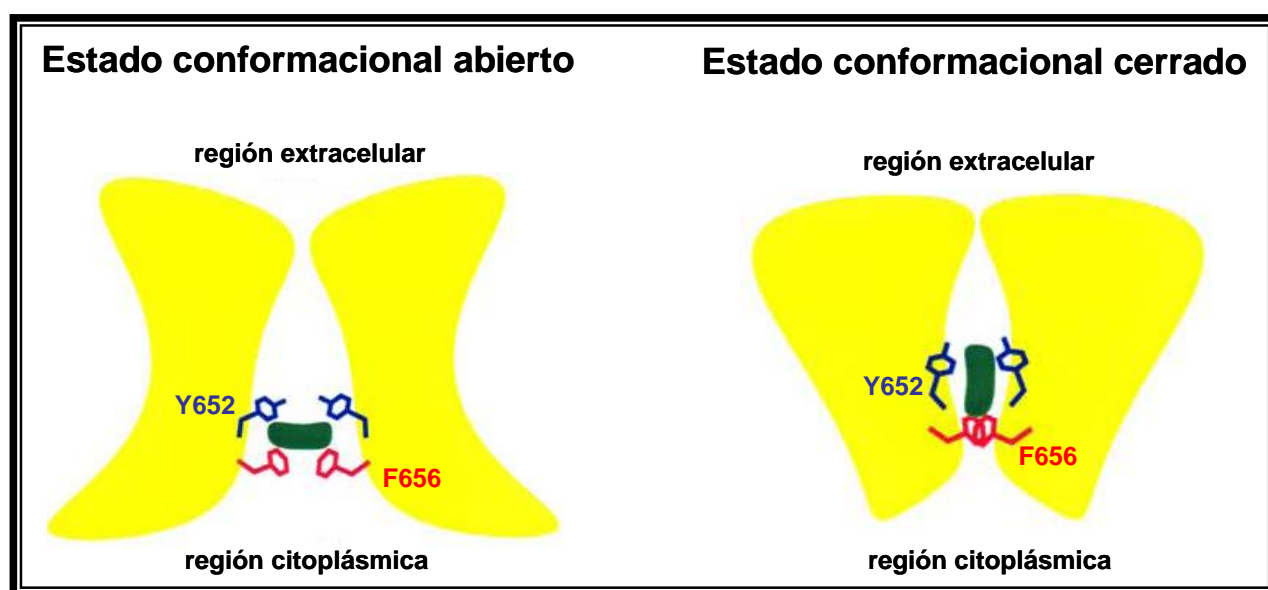 Estado conformacional abierto
región extracelular
Y652
F656
región citoplásmica
Estado conformacional cerrado
región extracelular
Y652
F656
región citoplásmica